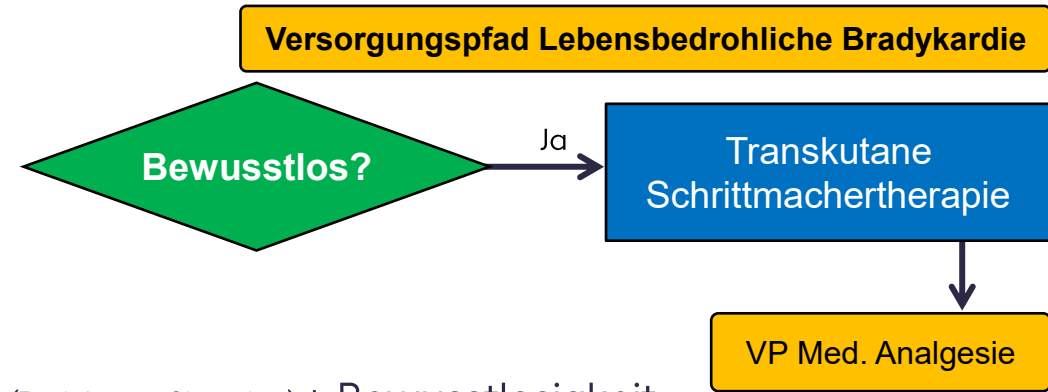 Versorgungspfad Lebensbedrohliche Bradykardie
Bewusstlos?
Ja
Transkutane
Schrittmachertherapie
VP Med. Analgesie
Bewusstlosigkeit